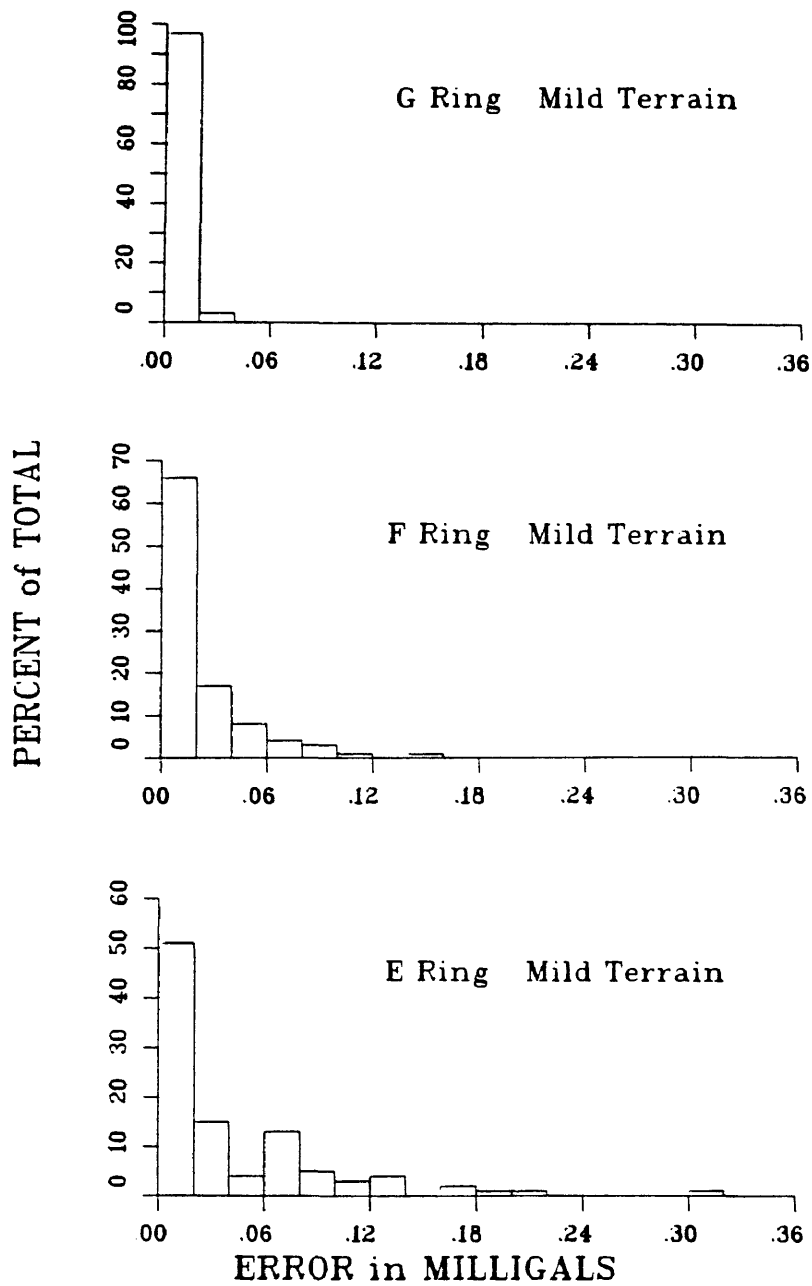 100
80
60
40
20
0
G Ring Mild Terrain
.00 .06 .12 .18 .24 .30 .36
PERCENT of TOTAL
70
60
50
40
30
20
10
0
F Ring Mild Terrain
00 .06 .12 .18 .24 .30 .36
60
50
40
30
20
10
0
E Ring Mild Terrain
.00 .06 .12 .18 .24 .30 .36
ERROR in MILLIGALS